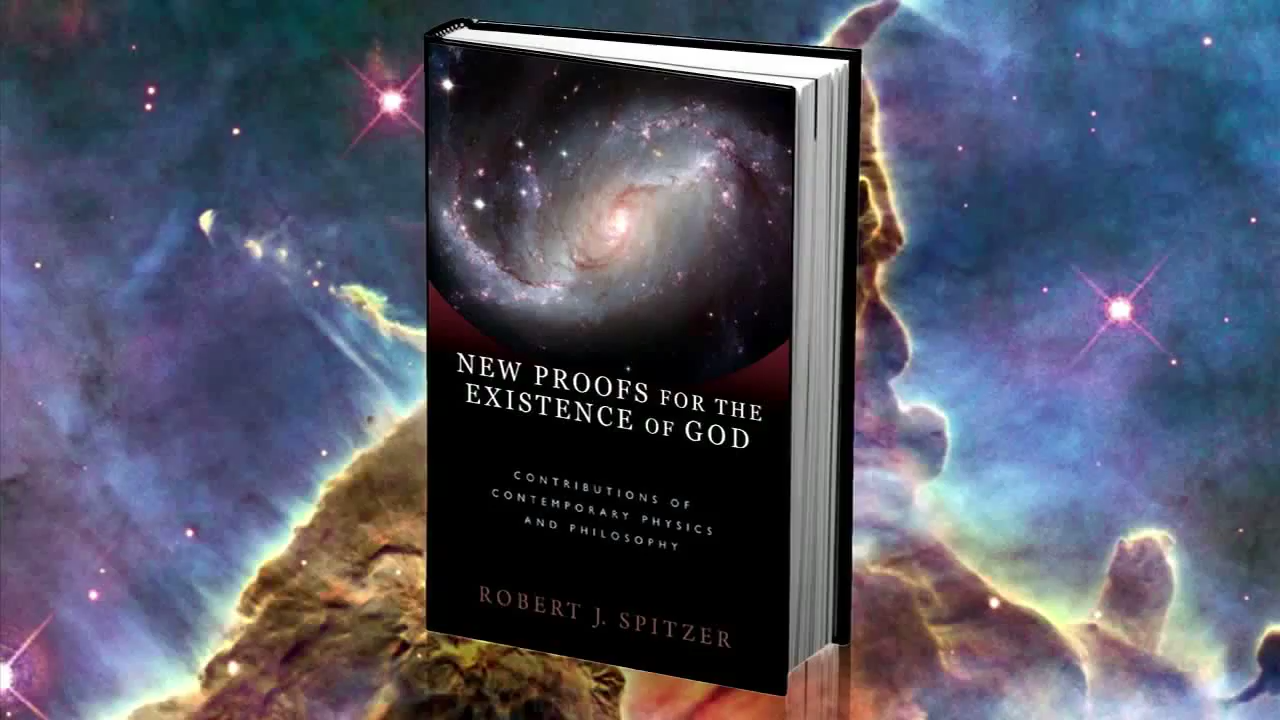 NEW PROOFS FOR THE
EXISTENCE OF GOD
CONTRIBUTIONS OF
CONTEMPORARY PHYSICS
AND PHILOSOPHY
ROBERT J. SPITZER